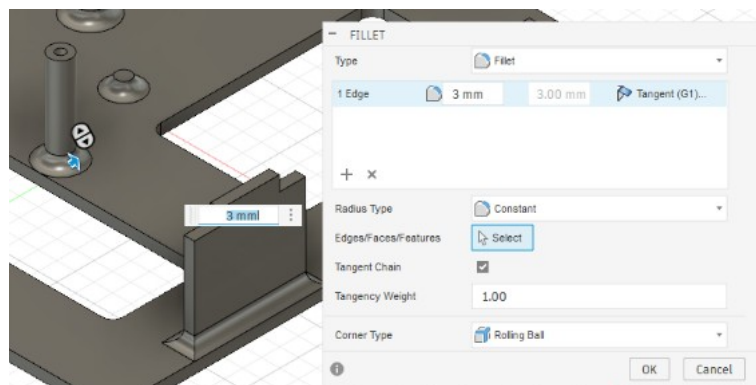 FILLET
Type Fillet
1 Edge 3 mm 3.00 mm Tangent (G1)...
3 mml
Radius Type Constant
Edges/Faces/Features Select
Tangent Chain
Tangency Weight 1.00
Corner Type Rolling Ball
OK Cancel